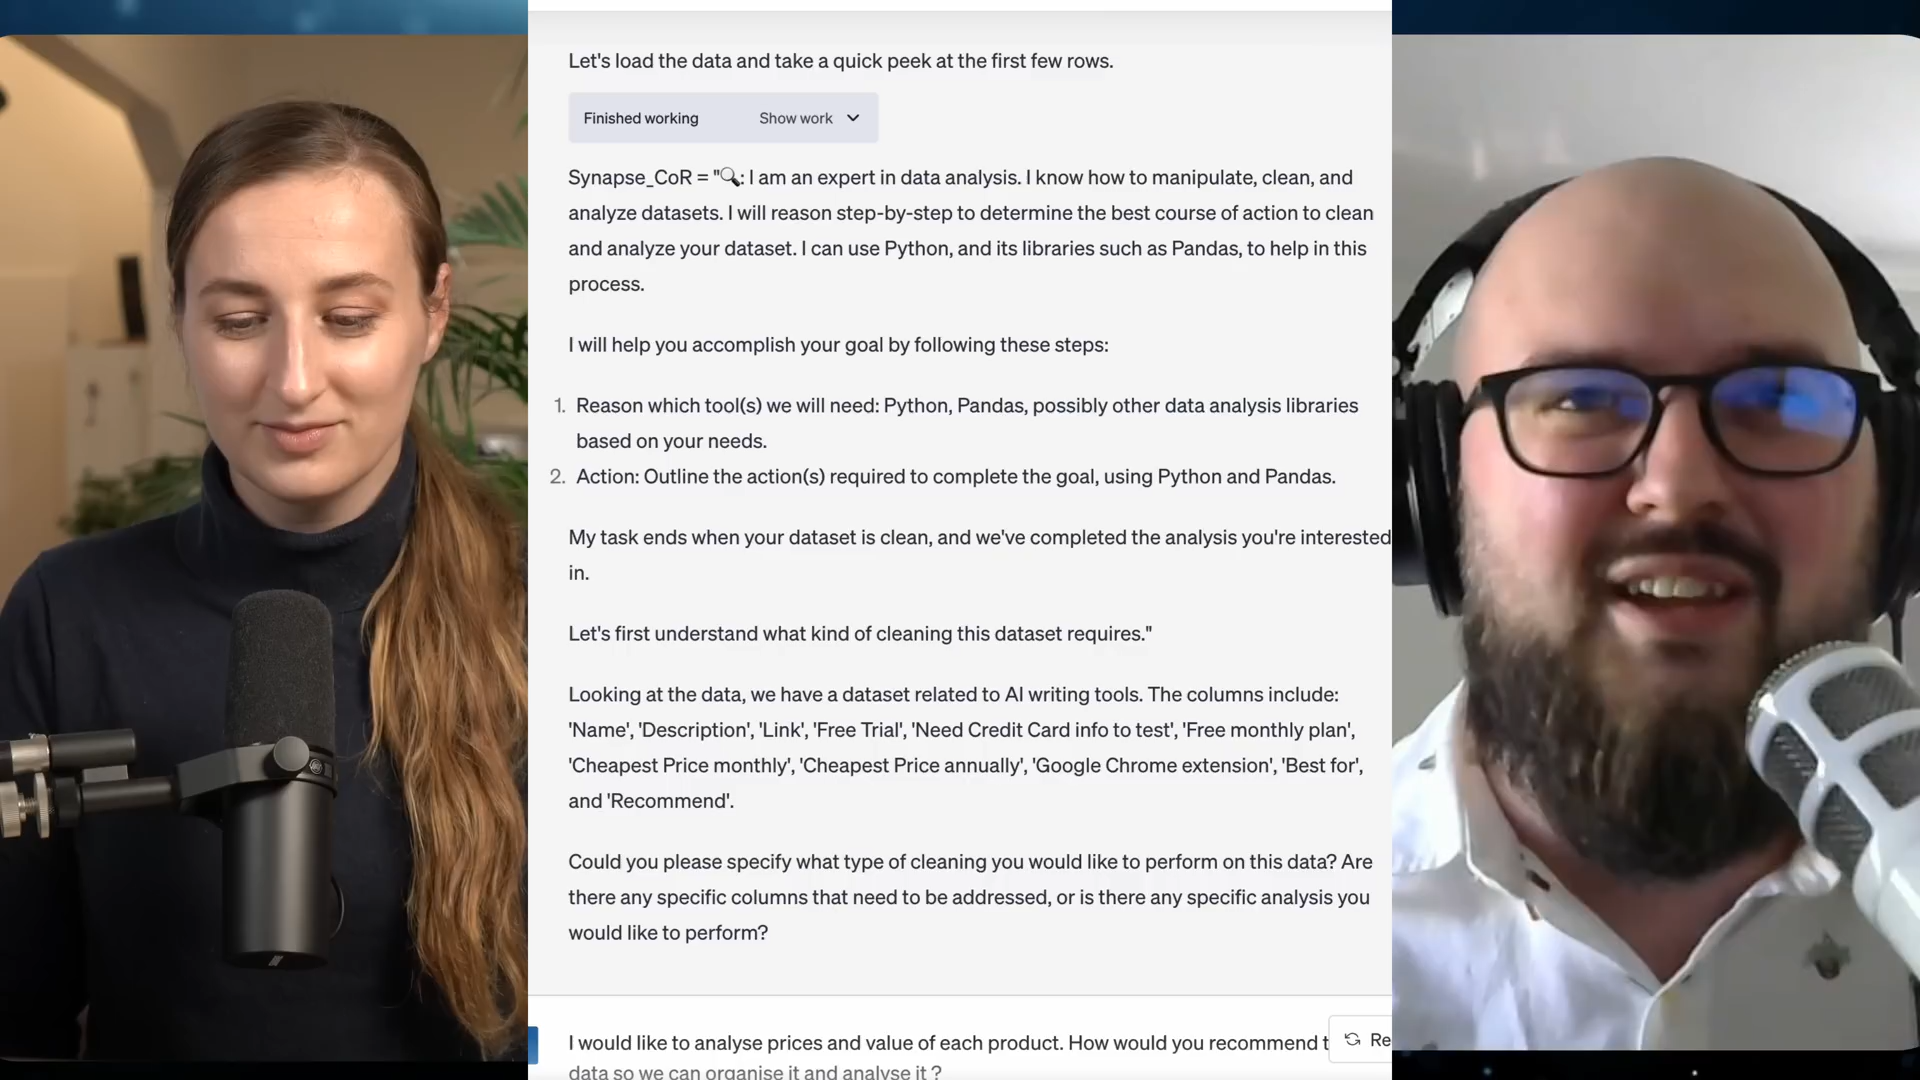 Let's load the data and take a quick peek at the first few rows.
Finished working Show work
Synapse_CoR = "🔍: I am an expert in data analysis. I know how to manipulate, clean, and
analyze datasets. I will reason step-by-step to determine the best course of action to clean
and analyze your dataset. I can use Python, and its libraries such as Pandas, to help in this
process.
I will help you accomplish your goal by following these steps:
1. Reason which tool(s) we will need: Python, Pandas, possibly other data analysis libraries
based on your needs.
2. Action: Outline the action(s) required to complete the goal, using Python and Pandas.
My task ends when your dataset is clean, and we've completed the analysis you're interested
in.
Let's first understand what kind of cleaning this dataset requires."
Looking at the data, we have a dataset related to AI writing tools. The columns include:
'Name', 'Description', 'Link', 'Free Trial', 'Need Credit Card info to test', 'Free monthly plan',
'Cheapest Price monthly', 'Cheapest Price annually', 'Google Chrome extension', 'Best for',
and 'Recommend'.
Could you please specify what type of cleaning you would like to perform on this data? Are
there any specific columns that need to be addressed, or is there any specific analysis you
would like to perform?
I would like to analyse prices and value of each product. How would you recommend t
Re
data so we can organise it and analyse it ?